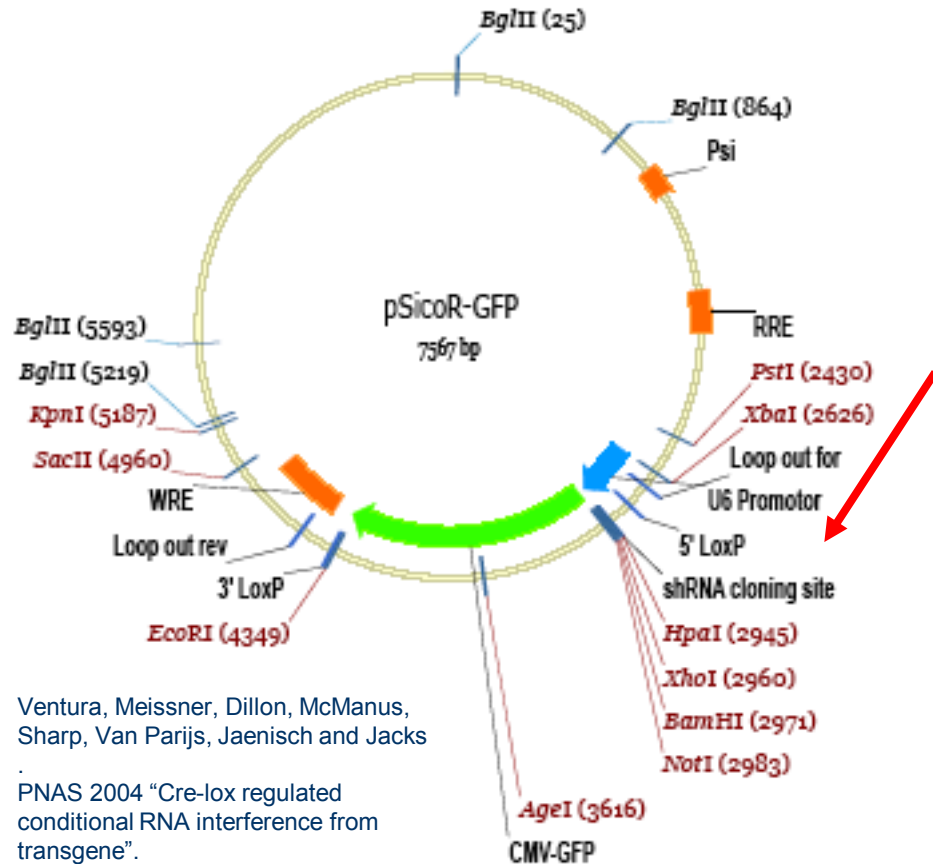 BglII (25)
BglII (864)
Psi
pSicoR-GFP
7567 bp
RRE
BglII (5593)
BglII (5219)
KpnI (5187)
SacII (4960)
WRE
Loop out rev
3' LoxP
EcoRI (4349)
PstI (2430)
XbaI (2626)
Loop out for
U6 Promotor
5' LoxP
shRNA cloning site
HpaI (2945)
XhoI (2960)
BamHI (2971)
NotI (2983)
AgeI (3616)
CMV-GFP
Ventura, Meissner, Dillon, McManus,
Sharp, Van Parijs, Jaenisch and Jacks
.
PNAS 2004 “Cre-lox regulated
conditional RNA interference from
transgene”.